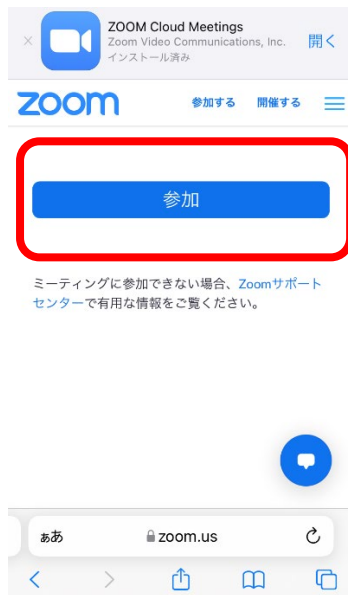 ZOOM Cloud Meetings
Zoom Video Communications, Inc.
インストール済み
開く
zoom
参加する
開催する
参加
ミーティングに参加できない場合、Zoomサポート
センターで有用な情報をご覧ください。
ぁあ
zoom.us